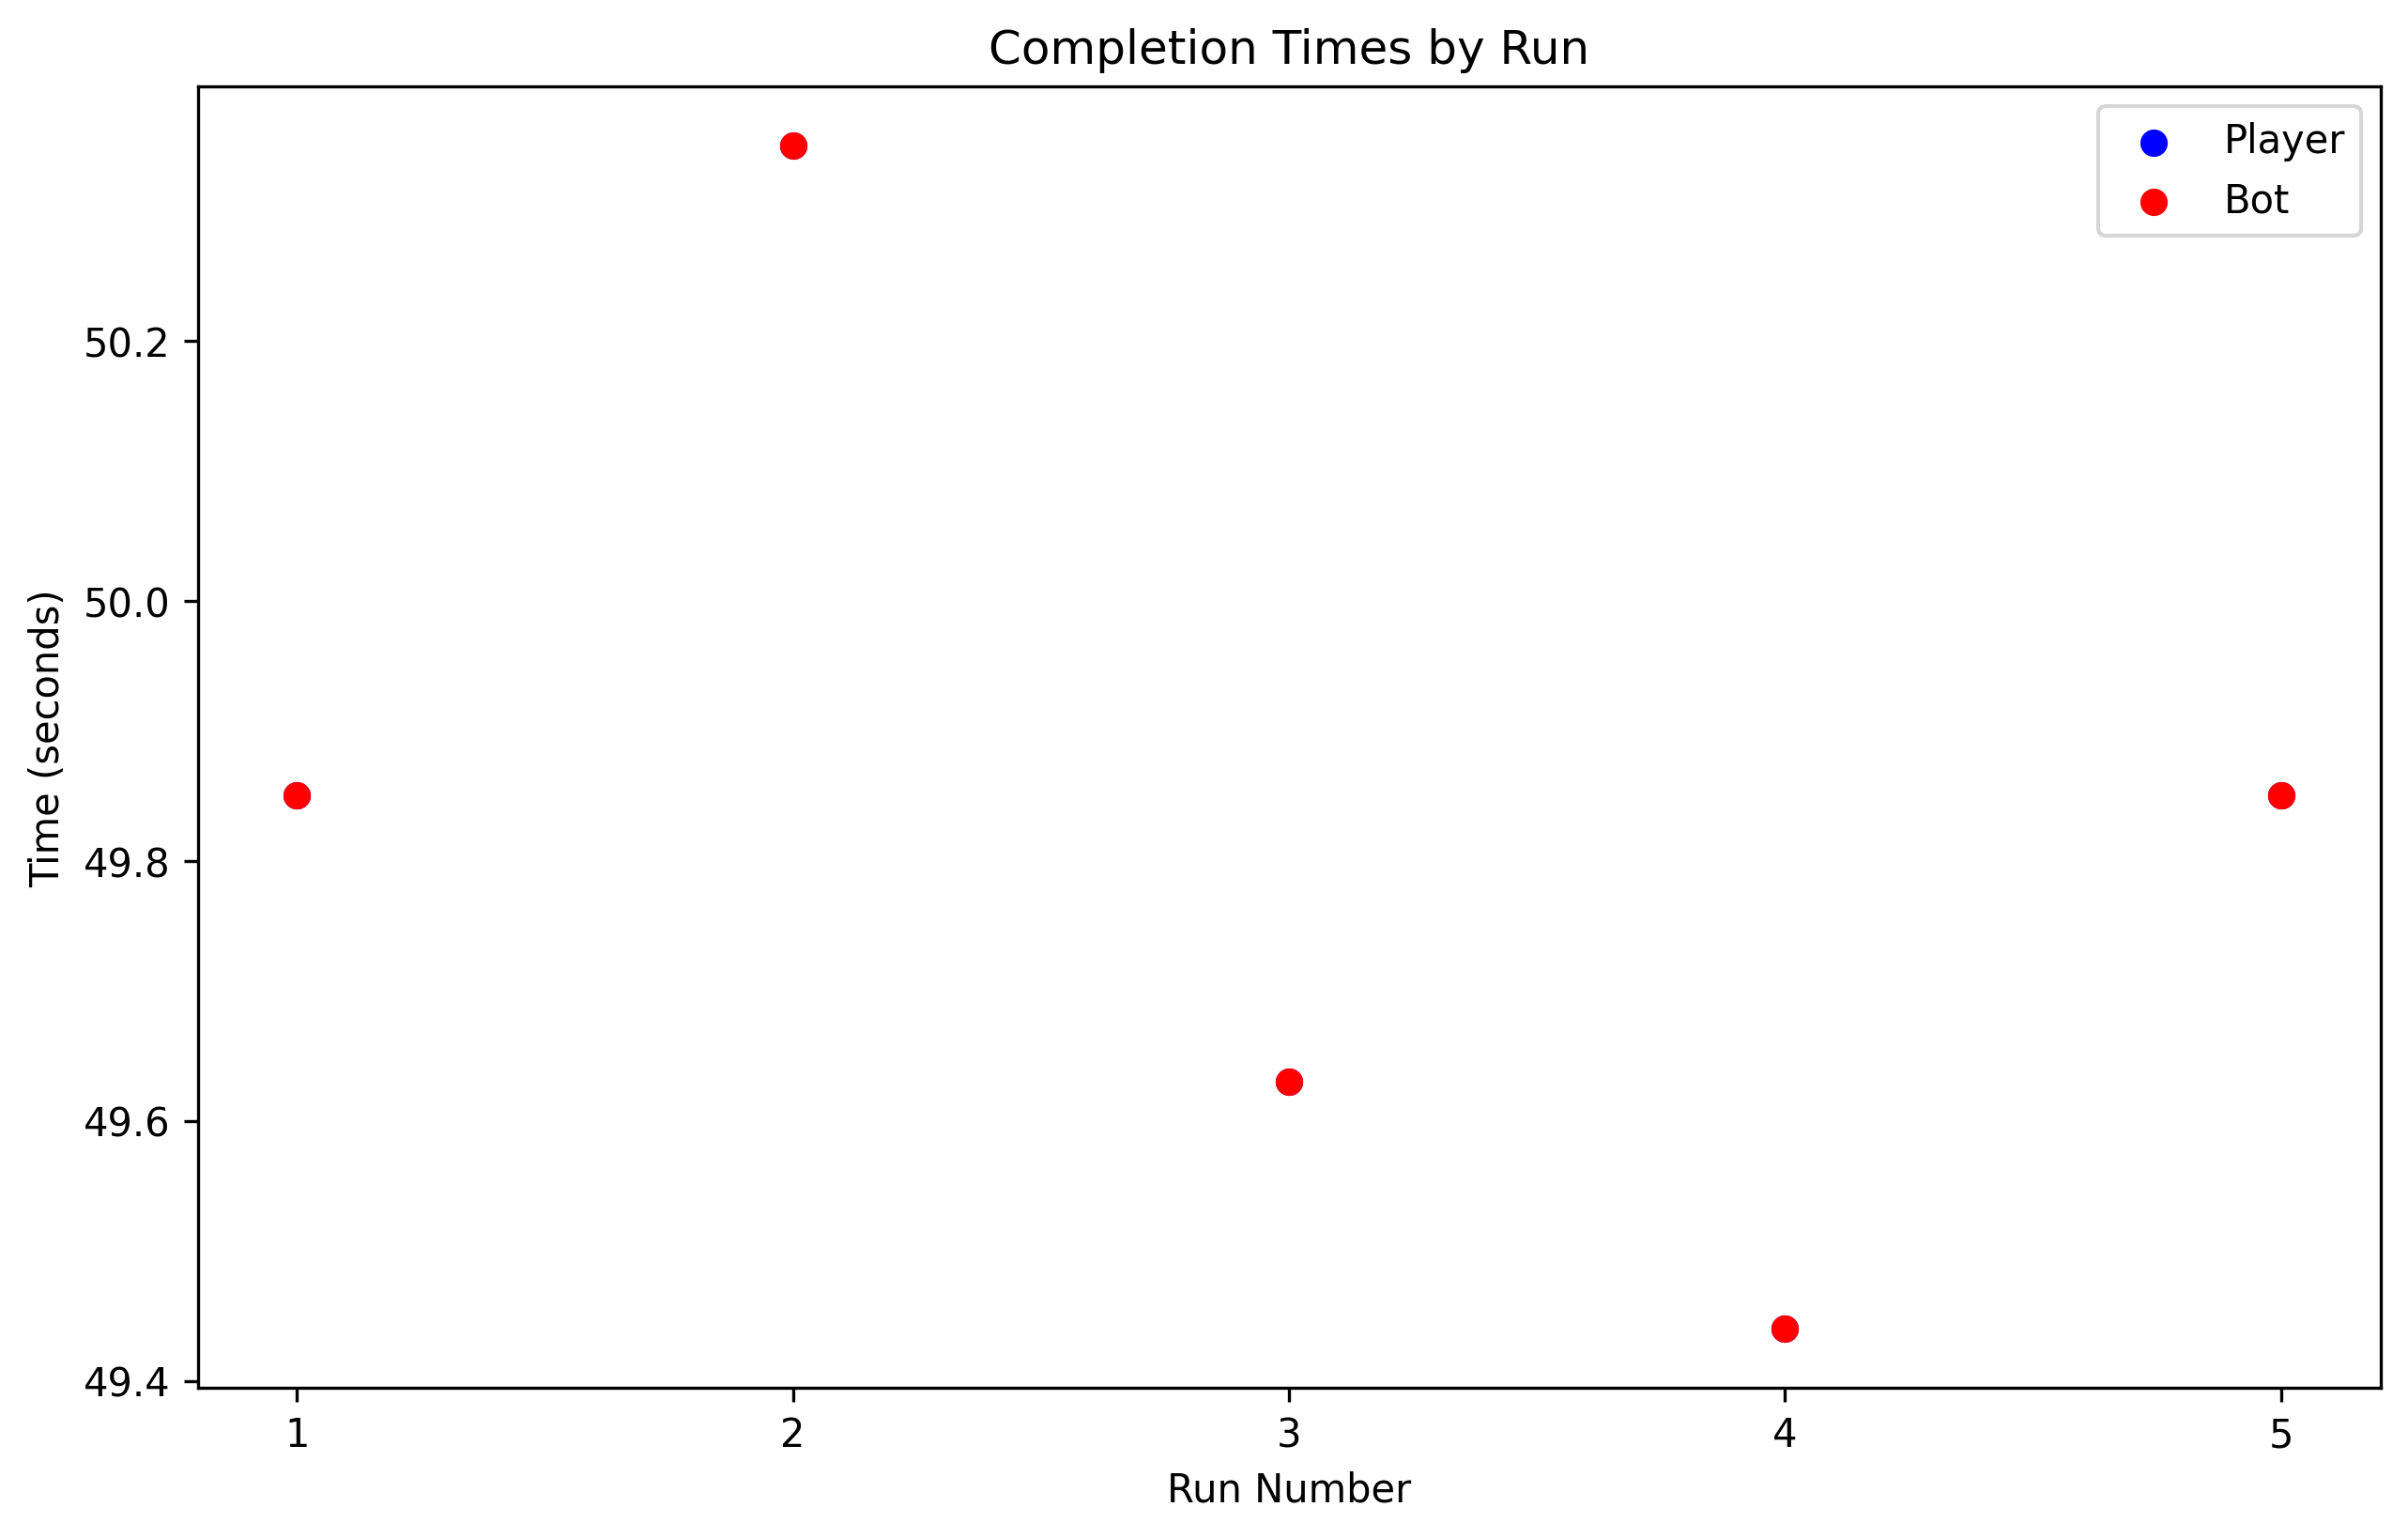 Completion Times by Run
Player
Bot
50.2
50.0
49.8
49.6
49.4
Time (seconds)
1 2 3 4 5
Run Number